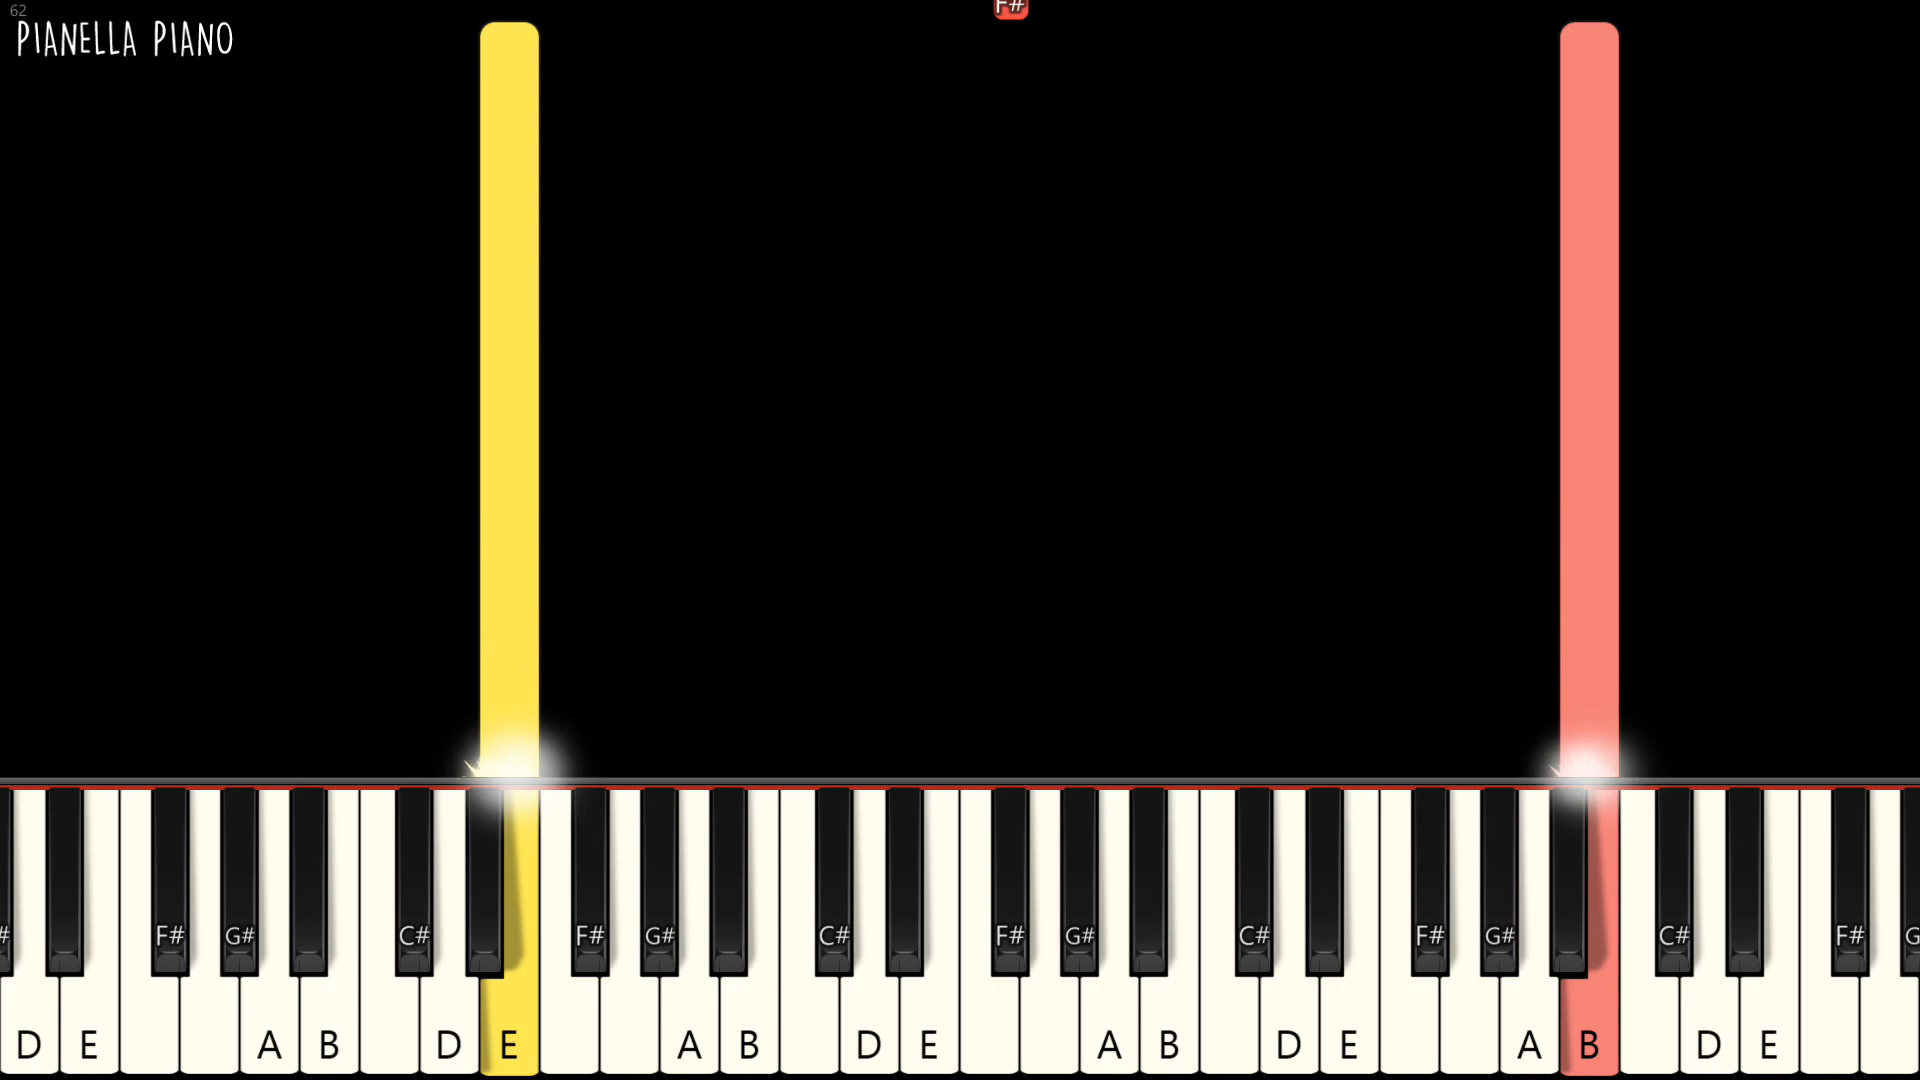 62
PIANELLA PIANO
F#
# F# G# C# F# G# C# F# G# C# F# G# C# F# G
D E A B D E A B D E A B D E A B D E